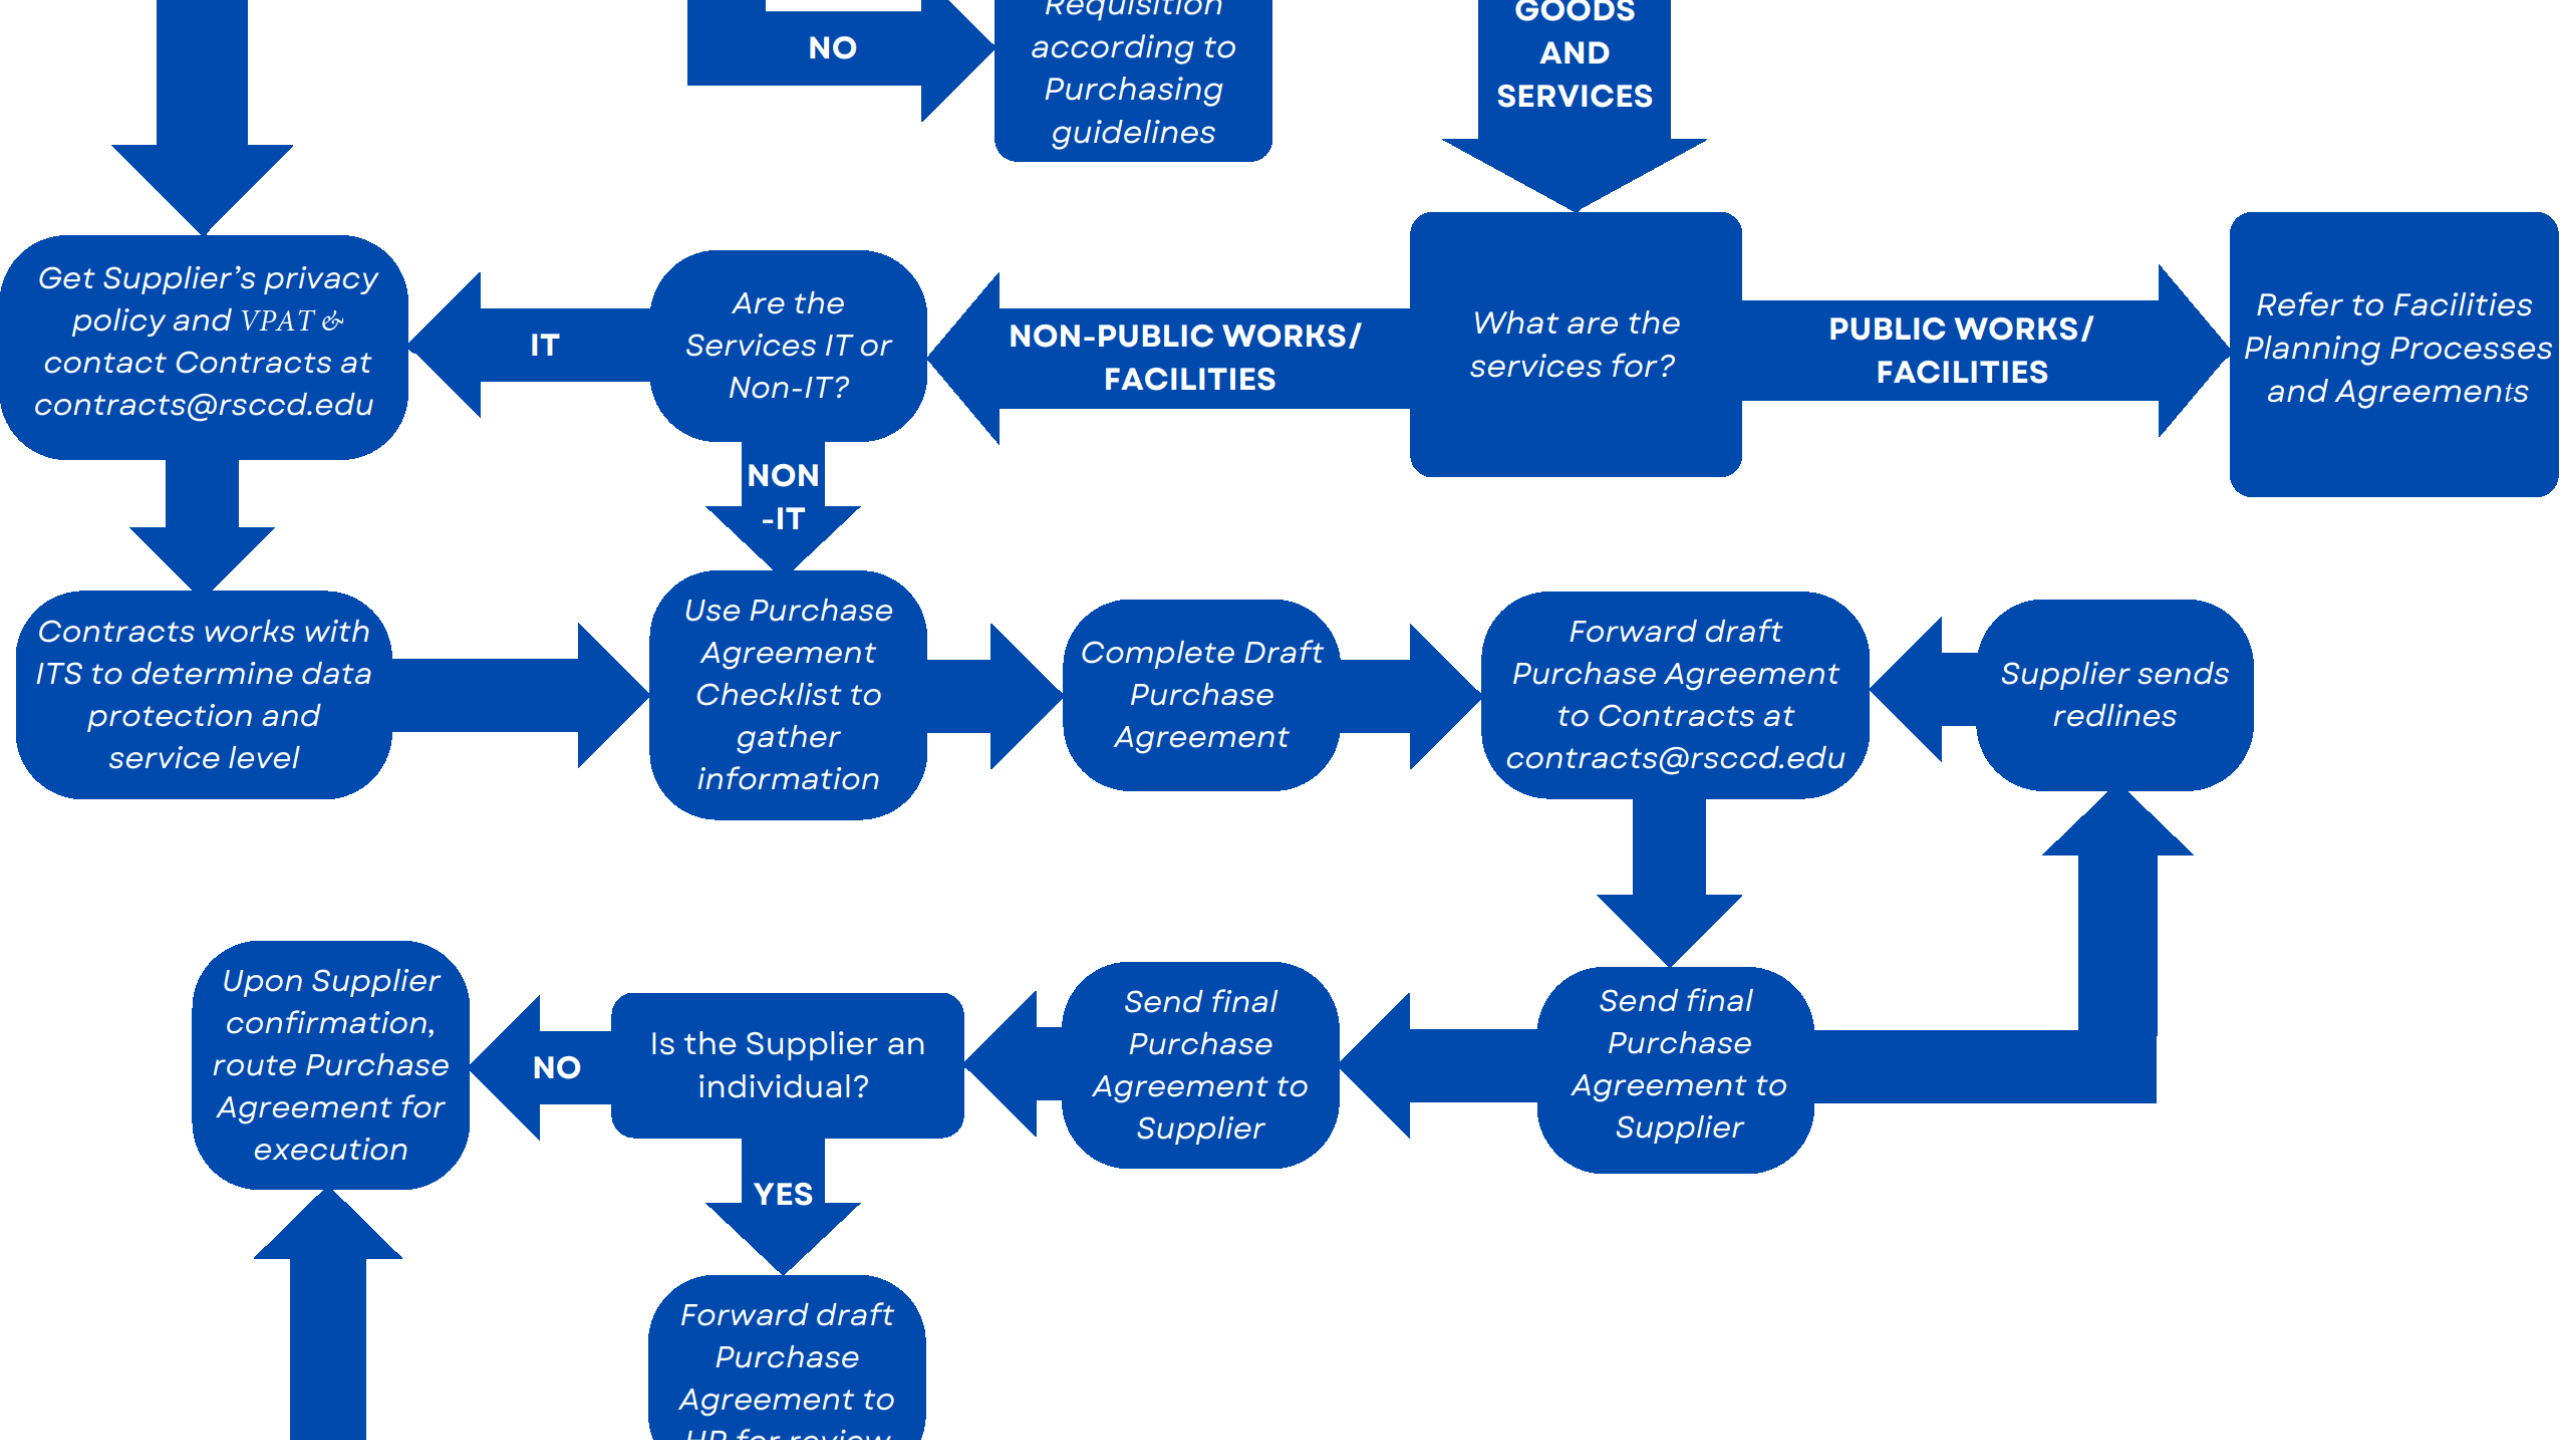 NO
Requisition
according to
Purchasing
guidelines
GOODS
AND
SERVICES
Get Supplier’s privacy
policy and VPAT &
contact Contracts at
contracts@rsccd.edu
IT
Are the
Services IT or
Non-IT?
NON-PUBLIC WORKS/
FACILITIES
What are the
services for?
PUBLIC WORKS/
FACILITIES
Refer to Facilities
Planning Processes
and Agreements
NON
-IT
Contracts works with
ITS to determine data
protection and
service level
Use Purchase
Agreement
Checklist to
gather
information
Complete Draft
Purchase
Agreement
Forward draft
Purchase Agreement
to Contracts at
contracts@rsccd.edu
Supplier sends
redlines
Upon Supplier
confirmation,
route Purchase
Agreement for
execution
NO
Is the Supplier an
individual?
Send final
Purchase
Agreement to
Supplier
Send final
Purchase
Agreement to
Supplier
YES
Forward draft
Purchase
Agreement to
HR for review